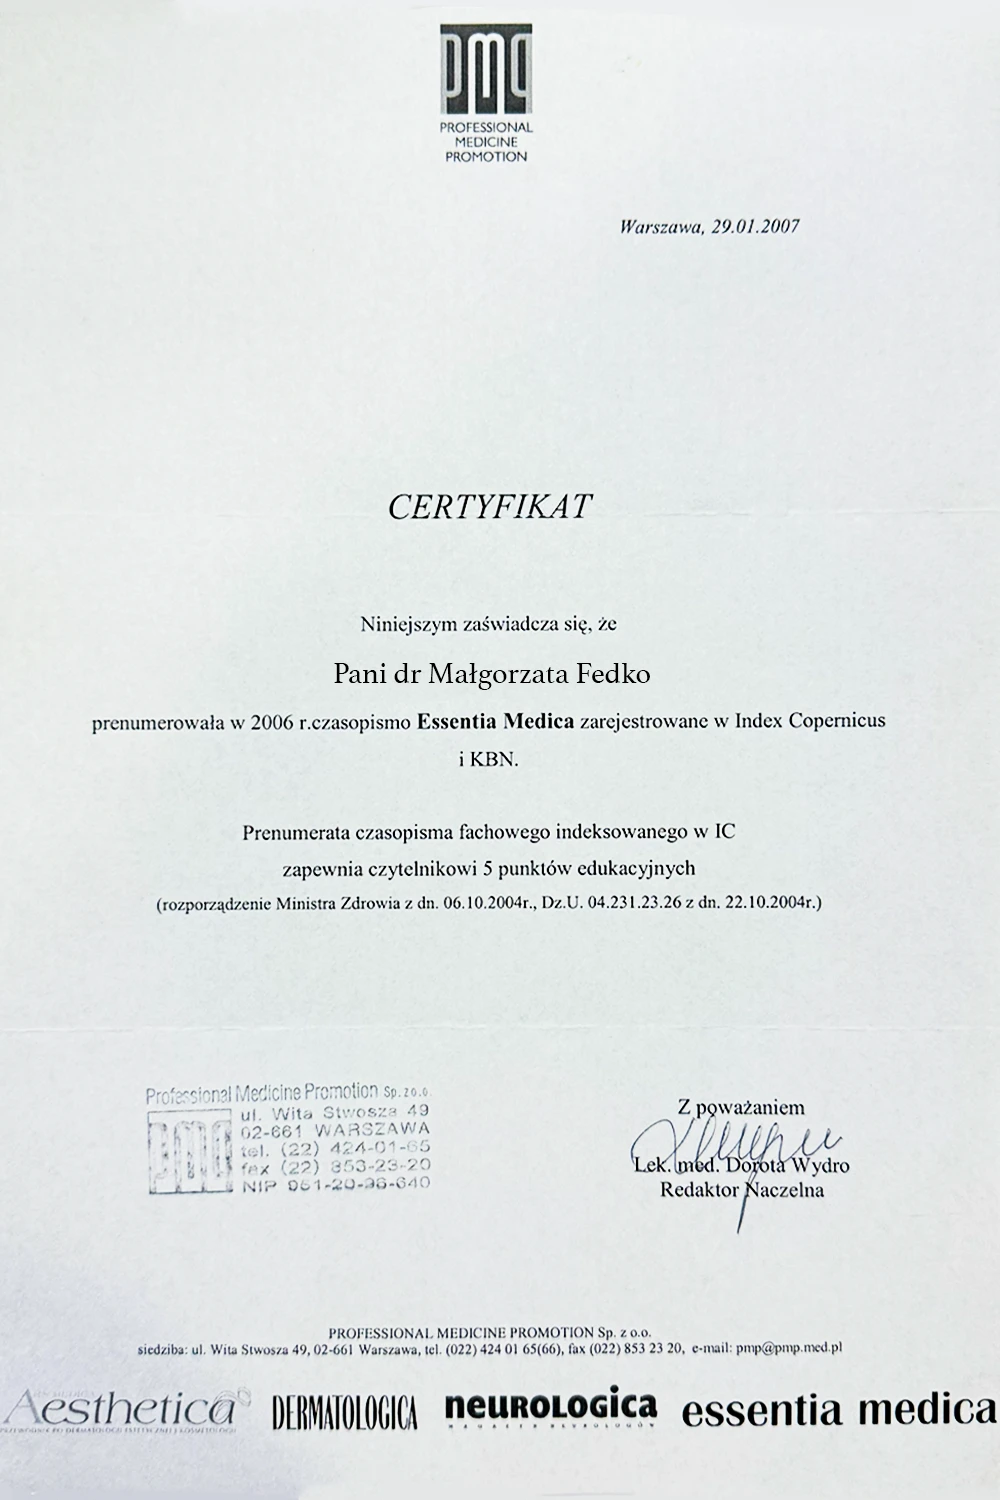 pmp
PROFESSIONAL
MEDICINE
PROMOTION
Warszawa, 29.01.2007
CERTYFIKAT
Niniejszym zaświadcza się, że
Pani dr Małgorzata Fedko
prenumerowała w 2006 r.czasopismo Essentia Medica zarejestrowane w Index Copernicus
i KBN.
Prenumerata czasopisma fachowego indeksowanego w IC
zapewnia czytelnikowi 5 punktów edukacyjnych
(rozporządzenie Ministra Zdrowia z dn. 06.10.2004r., Dz.U. 04.231.23.26 z dn. 22.10.2004r.)
Professional Medicine Promotion Sp. z o.o.
pmp
ul. Wita Stwosza 49
02-661 WARSZAWA
tel. (22) 424-01-65
fax (22) 853-23-20
NIP 951-20-96-640
Z poważaniem
Lek. med. Dorota Wydro
Redaktor Naczelna
PROFESSIONAL MEDICINE PROMOTION Sp. z o.o.
siedziba: ul. Wita Stwosza 49, 02-661 Warszawa, tel. (022) 424 01 65(66), fax (022) 853 23 20, e-mail: pmp@pmp.med.pl
Aesthetica
DERMATOLOGICA
neurologica
essentia medica